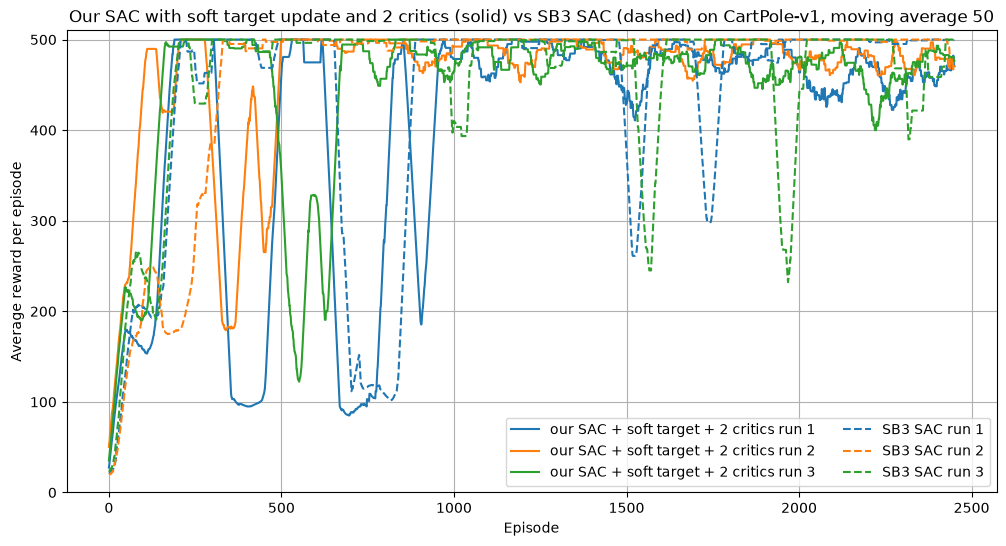 Our SAC with soft target update and 2 critics (solid) vs SB3 SAC (dashed) on CartPole-v1, moving average 50
Average reward per episode
500
400
300
200
100
0
0 500 1000 1500 2000 2500
Episode
our SAC + soft target + 2 critics run 1
our SAC + soft target + 2 critics run 2
our SAC + soft target + 2 critics run 3
SB3 SAC run 1
SB3 SAC run 2
SB3 SAC run 3